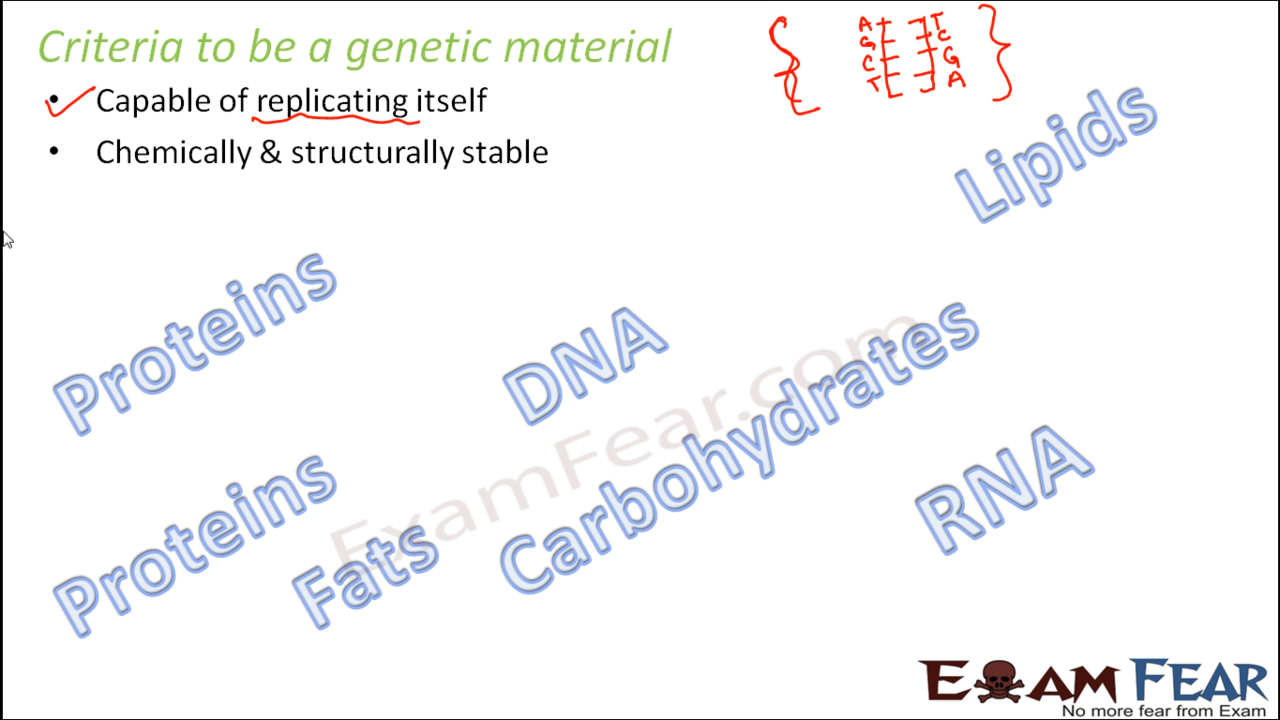 Criteria to be a genetic material
A T
G C
C G
T A
• Capable of replicating itself
• Chemically & structurally stable
Lipids
Proteins
DNA
Carbohydrates
RNA
Proteins
Fats
ExamFear.com
EXAM FEAR
No more fear from Exam